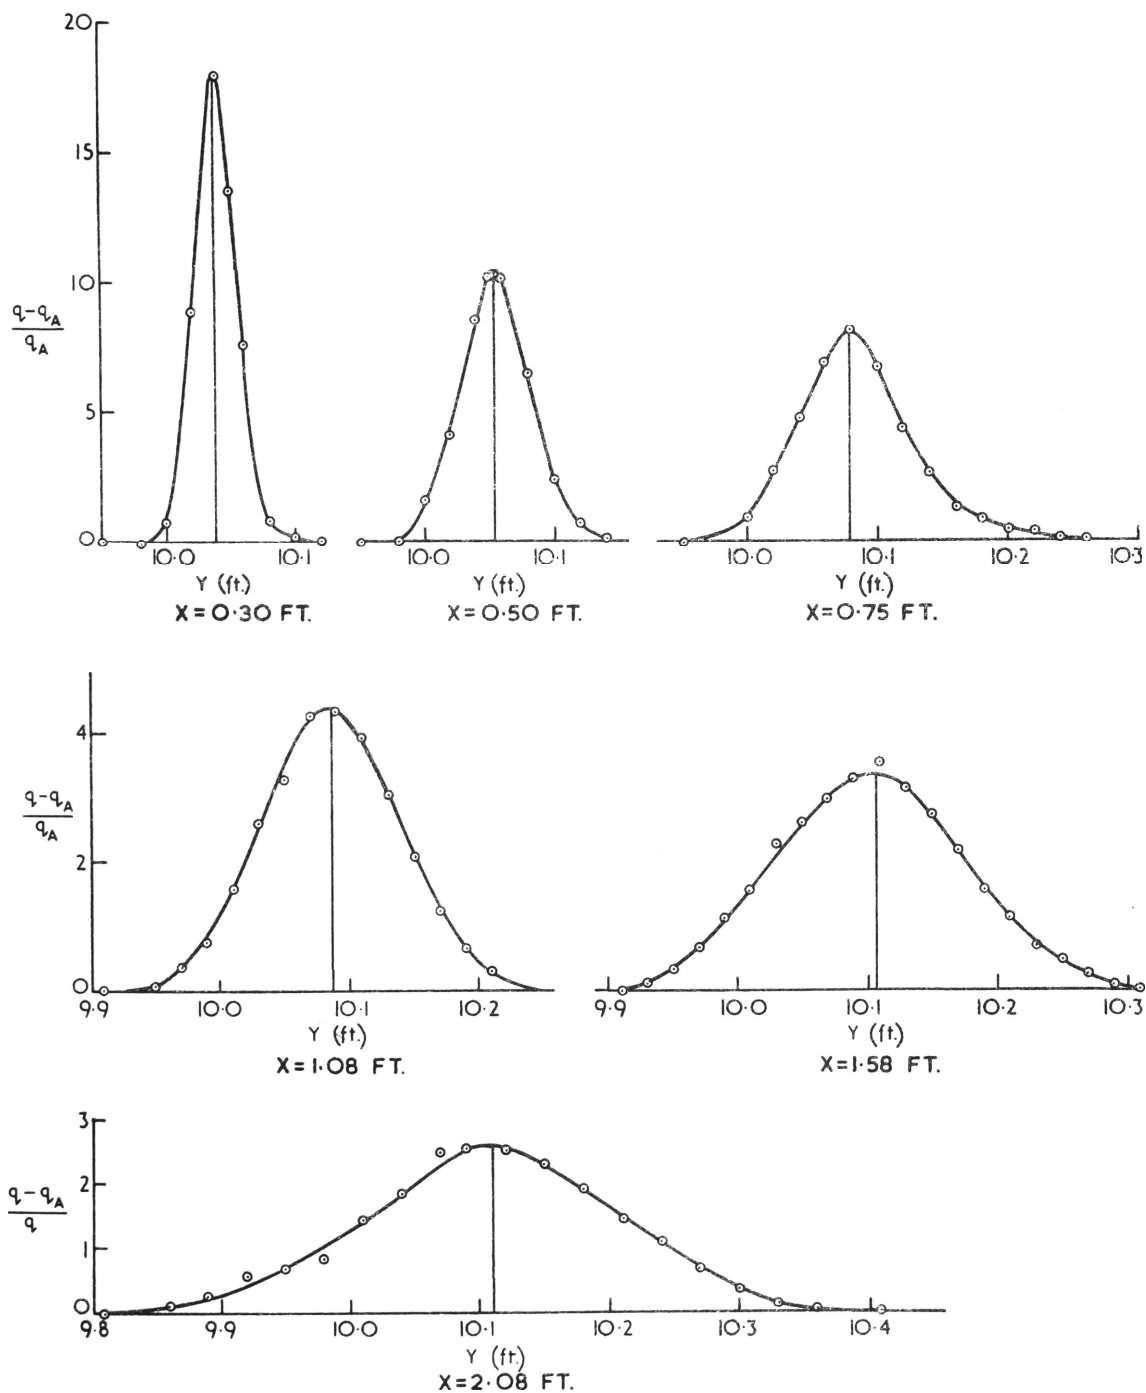 20
15
10
5
0
q-q_A
q_A
10·0 10·1
Y (ft.)
X=0·30 FT.
10·0 10·1
Y (ft.)
X=0·50 FT.
10·0 10·1 10·2 10·3
Y (ft.)
X=0·75 FT.
4
2
0
q-q_A
q_A
9·9 10·0 10·1 10·2
Y (ft.)
X=1·08 FT.
9·9 10·0 10·1 10·2 10·3
Y (ft.)
X=1·58 FT.
3
2
1
0
q-q_A
q
9·8 9·9 10·0 10·1 10·2 10·3 10·4
Y (ft.)
X=2·08 FT.